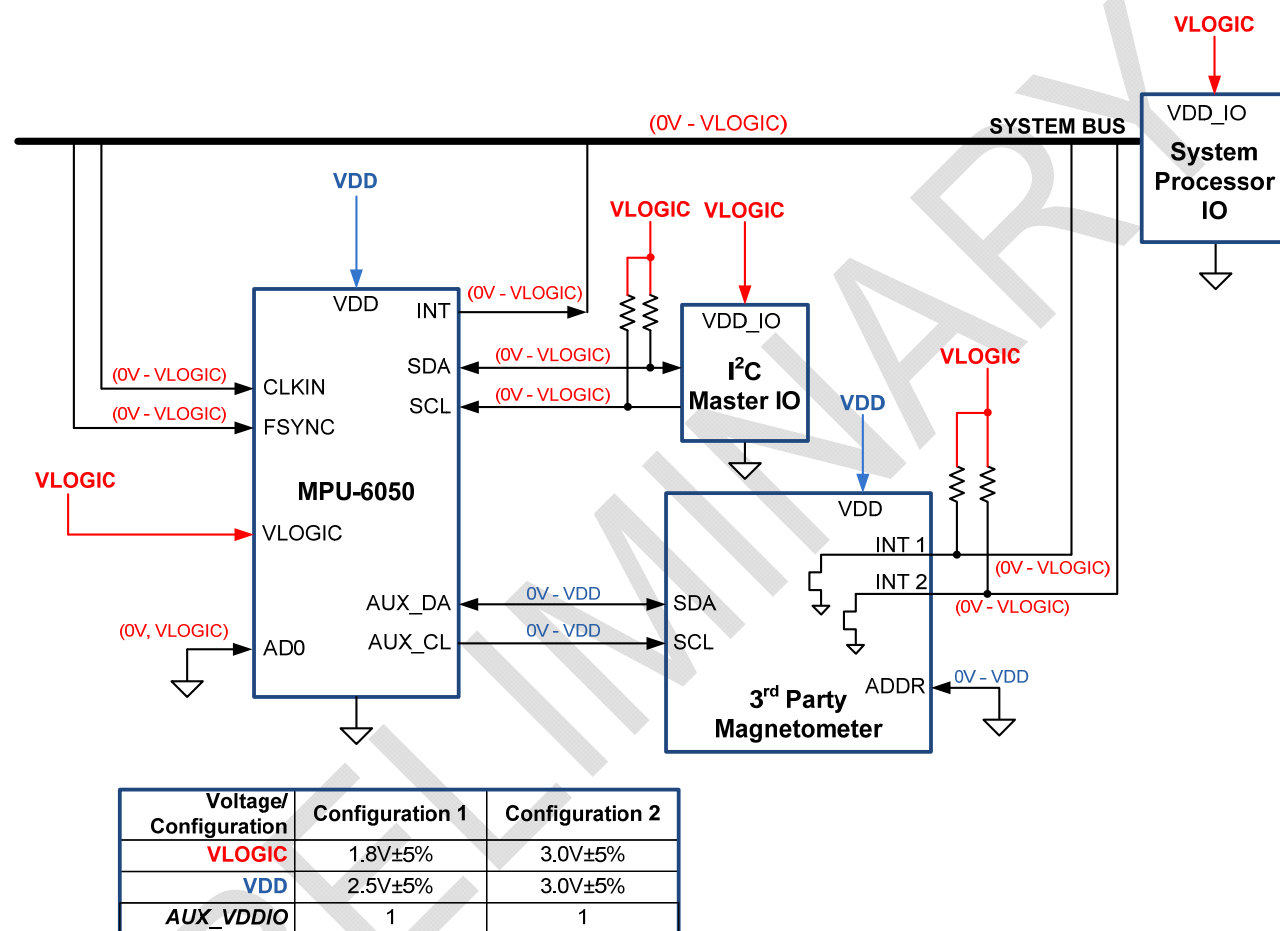 VLOGIC
VDD_IO
System
Processor
IO
(0V - VLOGIC)
SYSTEM BUS
VDD
VLOGIC
VLOGIC
VDD
INT
(0V - VLOGIC)
VDD_IO
I²C
Master IO
SDA
(0V - VLOGIC)
SCL
(0V - VLOGIC)
(0V - VLOGIC)
CLKIN
(0V - VLOGIC)
FSYNC
VLOGIC
VLOGIC
MPU-6050
VLOGIC
VDD
VDD
INT 1
(0V - VLOGIC)
INT 2
(0V - VLOGIC)
AUX_DA
0V - VDD
SDA
AUX_CL
0V - VDD
SCL
(0V, VLOGIC)
AD0
ADDR
0V - VDD
3rd Party
Magnetometer
Voltage/
Configuration
Configuration 1
Configuration 2
VLOGIC 1.8V±5% 3.0V±5%
VDD 2.5V±5% 3.0V±5%
AUX_VDDIO 1 1
PRELIMINARY